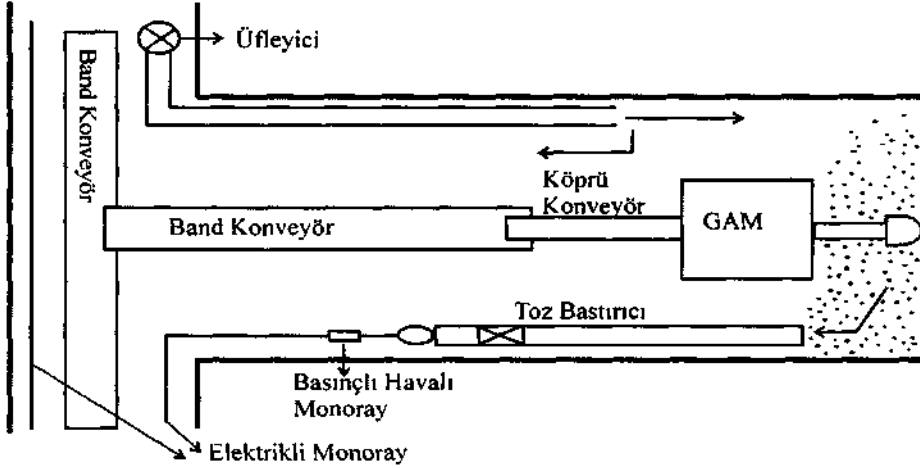 Üfleyici
Band Konveyör
Köprü
Konveyör
GAM
Band Konveyör
Toz Bastırıcı
Basınçlı Havalı
Monoray
Elektrikli Monoray